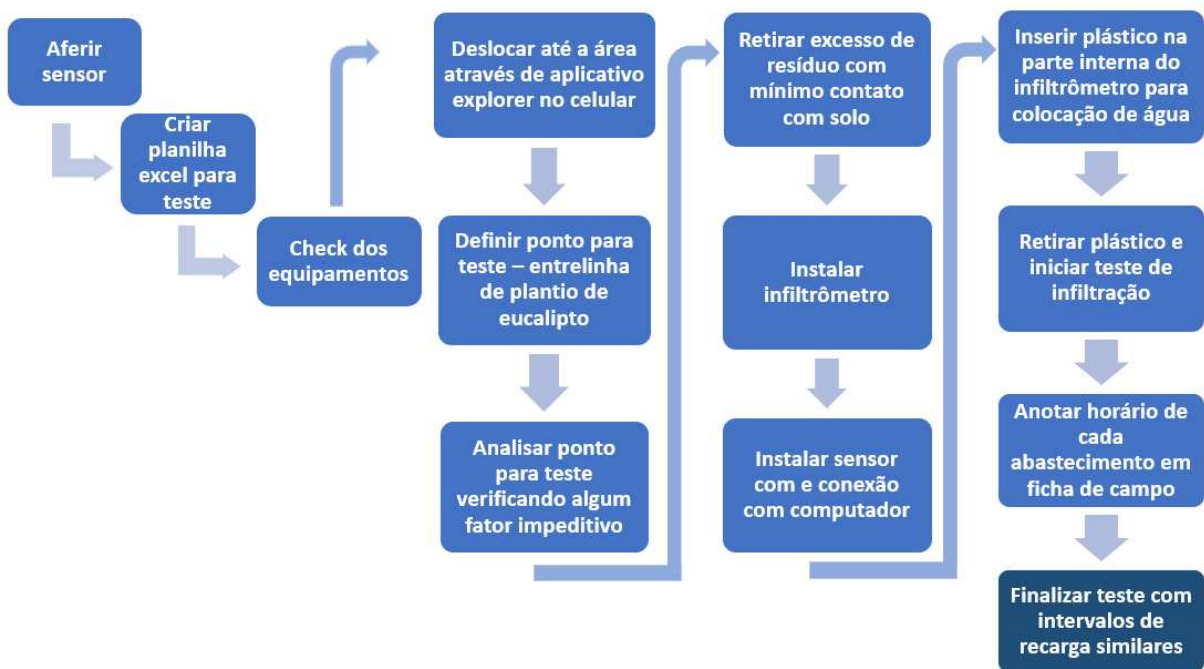 Aferir
sensor
Criar
planilha
excel para
teste
Check dos
equipamentos
Deslocar até a área
através de aplicativo
explorer no celular
Definir ponto para
teste – entrelinha
de plantio de
eucalipto
Analisar ponto
para teste
verificando algum
fator impeditivo
Retirar excesso de
resíduo com
mínimo contato
com solo
Instalar
infiltrômetro
Instalar sensor
com e conexão
com computador
Inserir plástico na
parte interna do
infiltrômetro para
colocação de água
Retirar plástico e
iniciar teste de
infiltração
Anotar horário de
cada
abastecimento em
ficha de campo
Finalizar teste com
intervalos de
recarga similares